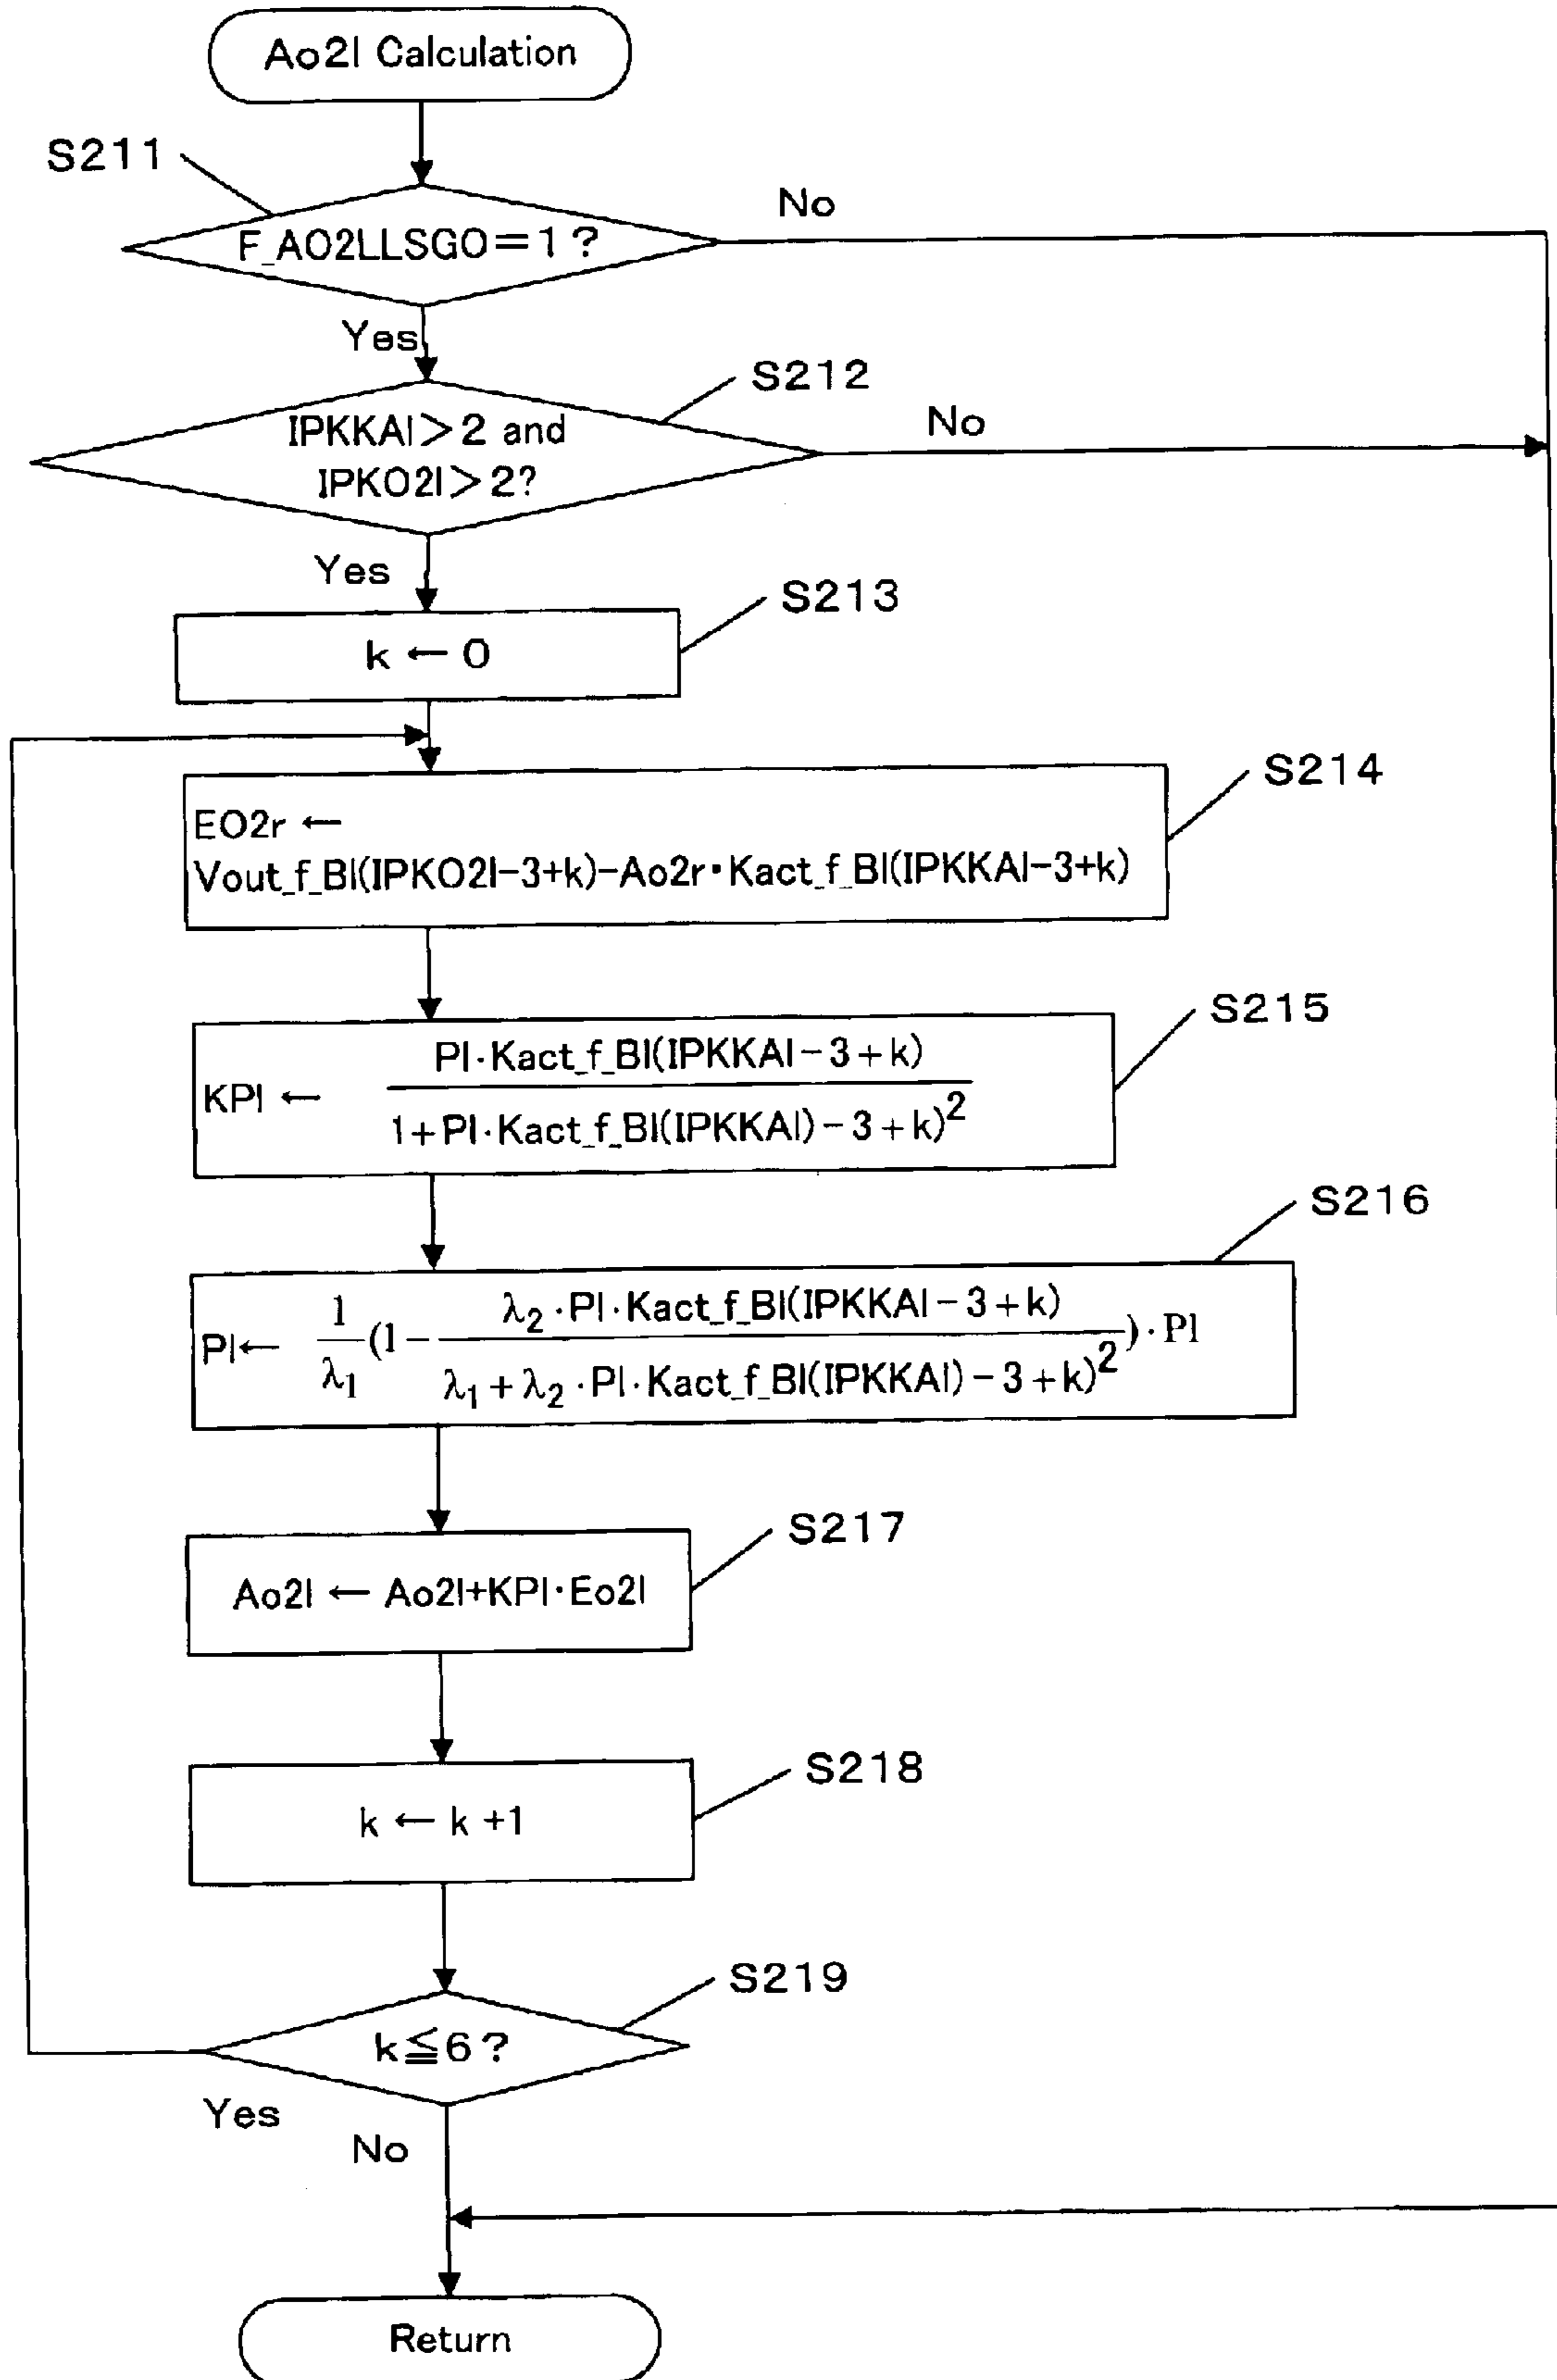 Ao2l Calculation
S211
No
F_AO2LLSGO=1?
Yes
S212
IPKKAl>2 and
IPKO2l>2?
No
Yes
S213
k ← 0
S214
EO2r ←
Vout_f_Bl(IPKO2l-3+k)-Ao2r·Kact_f_Bl(IPKKAl-3+k)
S215
Pl·Kact_f_Bl(IPKKAl-3+k)
KPl ←
1+Pl·Kact_f_Bl(IPKKAl)-3+k)²
S216
Pl← 1/λ₁(1- λ₂·Pl·Kact_f_Bl(IPKKAl-3+k)
λ₁+λ₂·Pl·Kact_f_Bl(IPKKAl)-3+k)² )·Pl
S217
Ao2l ← Ao2l+KPl·Eo2l
S218
k ← k+1
S219
k≦6?
Yes
No
Return